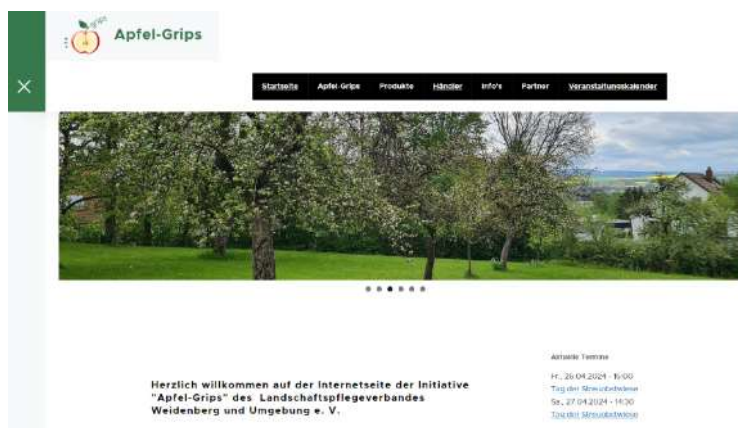 grips
Apfel-Grips
Startseite Apfel-Grips Produkte Händler Info's Partner Veranstaltungskalender
Aktuelle Termine
Fr., 26.04.2024 - 15:00
Tag der Streuobstwiese
Sa., 27.04.2024 - 14:00
Tag der Streuobstwiese
Herzlich willkommen auf der Internetseite der Initiative
"Apfel-Grips" des Landschaftspflegeverbandes
Weidenberg und Umgebung e. V.